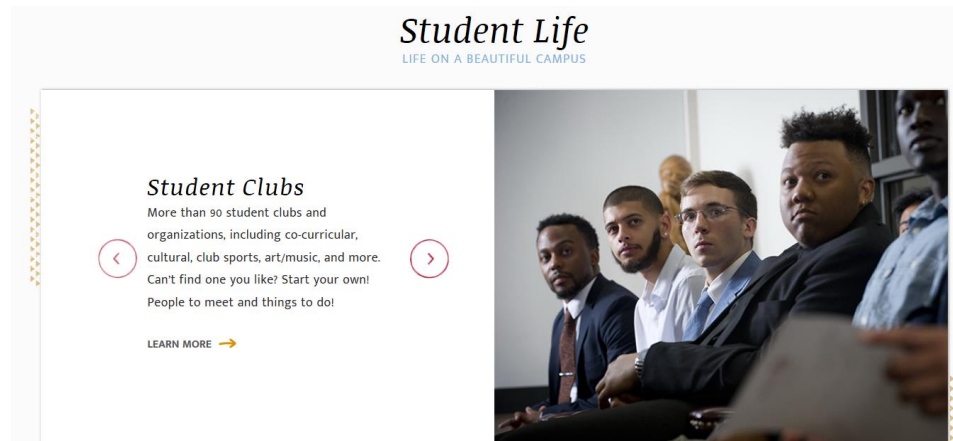 Student Life
LIFE ON A BEAUTIFUL CAMPUS
Student Clubs
More than 90 student clubs and
organizations, including co-curricular,
cultural, club sports, art/music, and more.
Can't find one you like? Start your own!
People to meet and things to do!
LEARN MORE